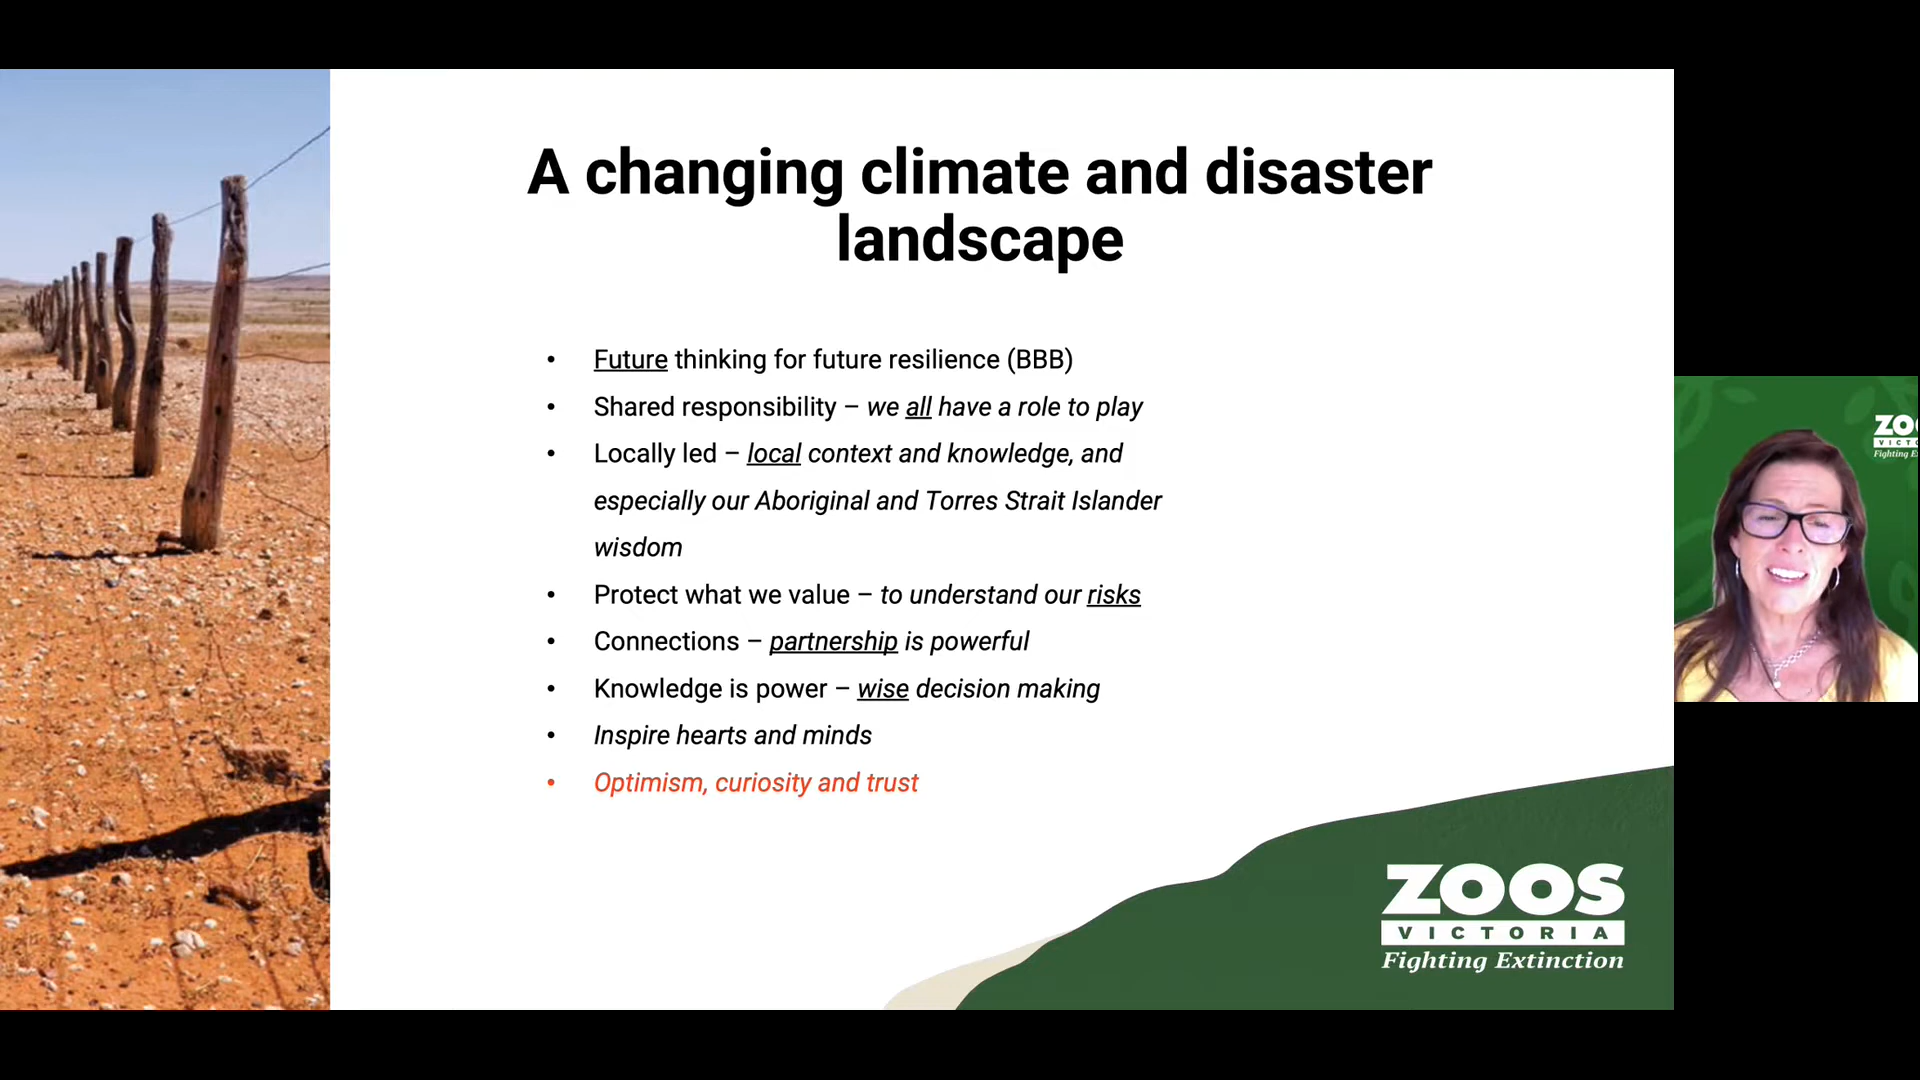 A changing climate and disaster
landscape
• Future thinking for future resilience (BBB)
• Shared responsibility – we all have a role to play
• Locally led – local context and knowledge, and
especially our Aboriginal and Torres Strait Islander
wisdom
• Protect what we value – to understand our risks
• Connections – partnership is powerful
• Knowledge is power – wise decision making
• Inspire hearts and minds
• Optimism, curiosity and trust
ZOOS
VICTORIA
Fighting Extinction